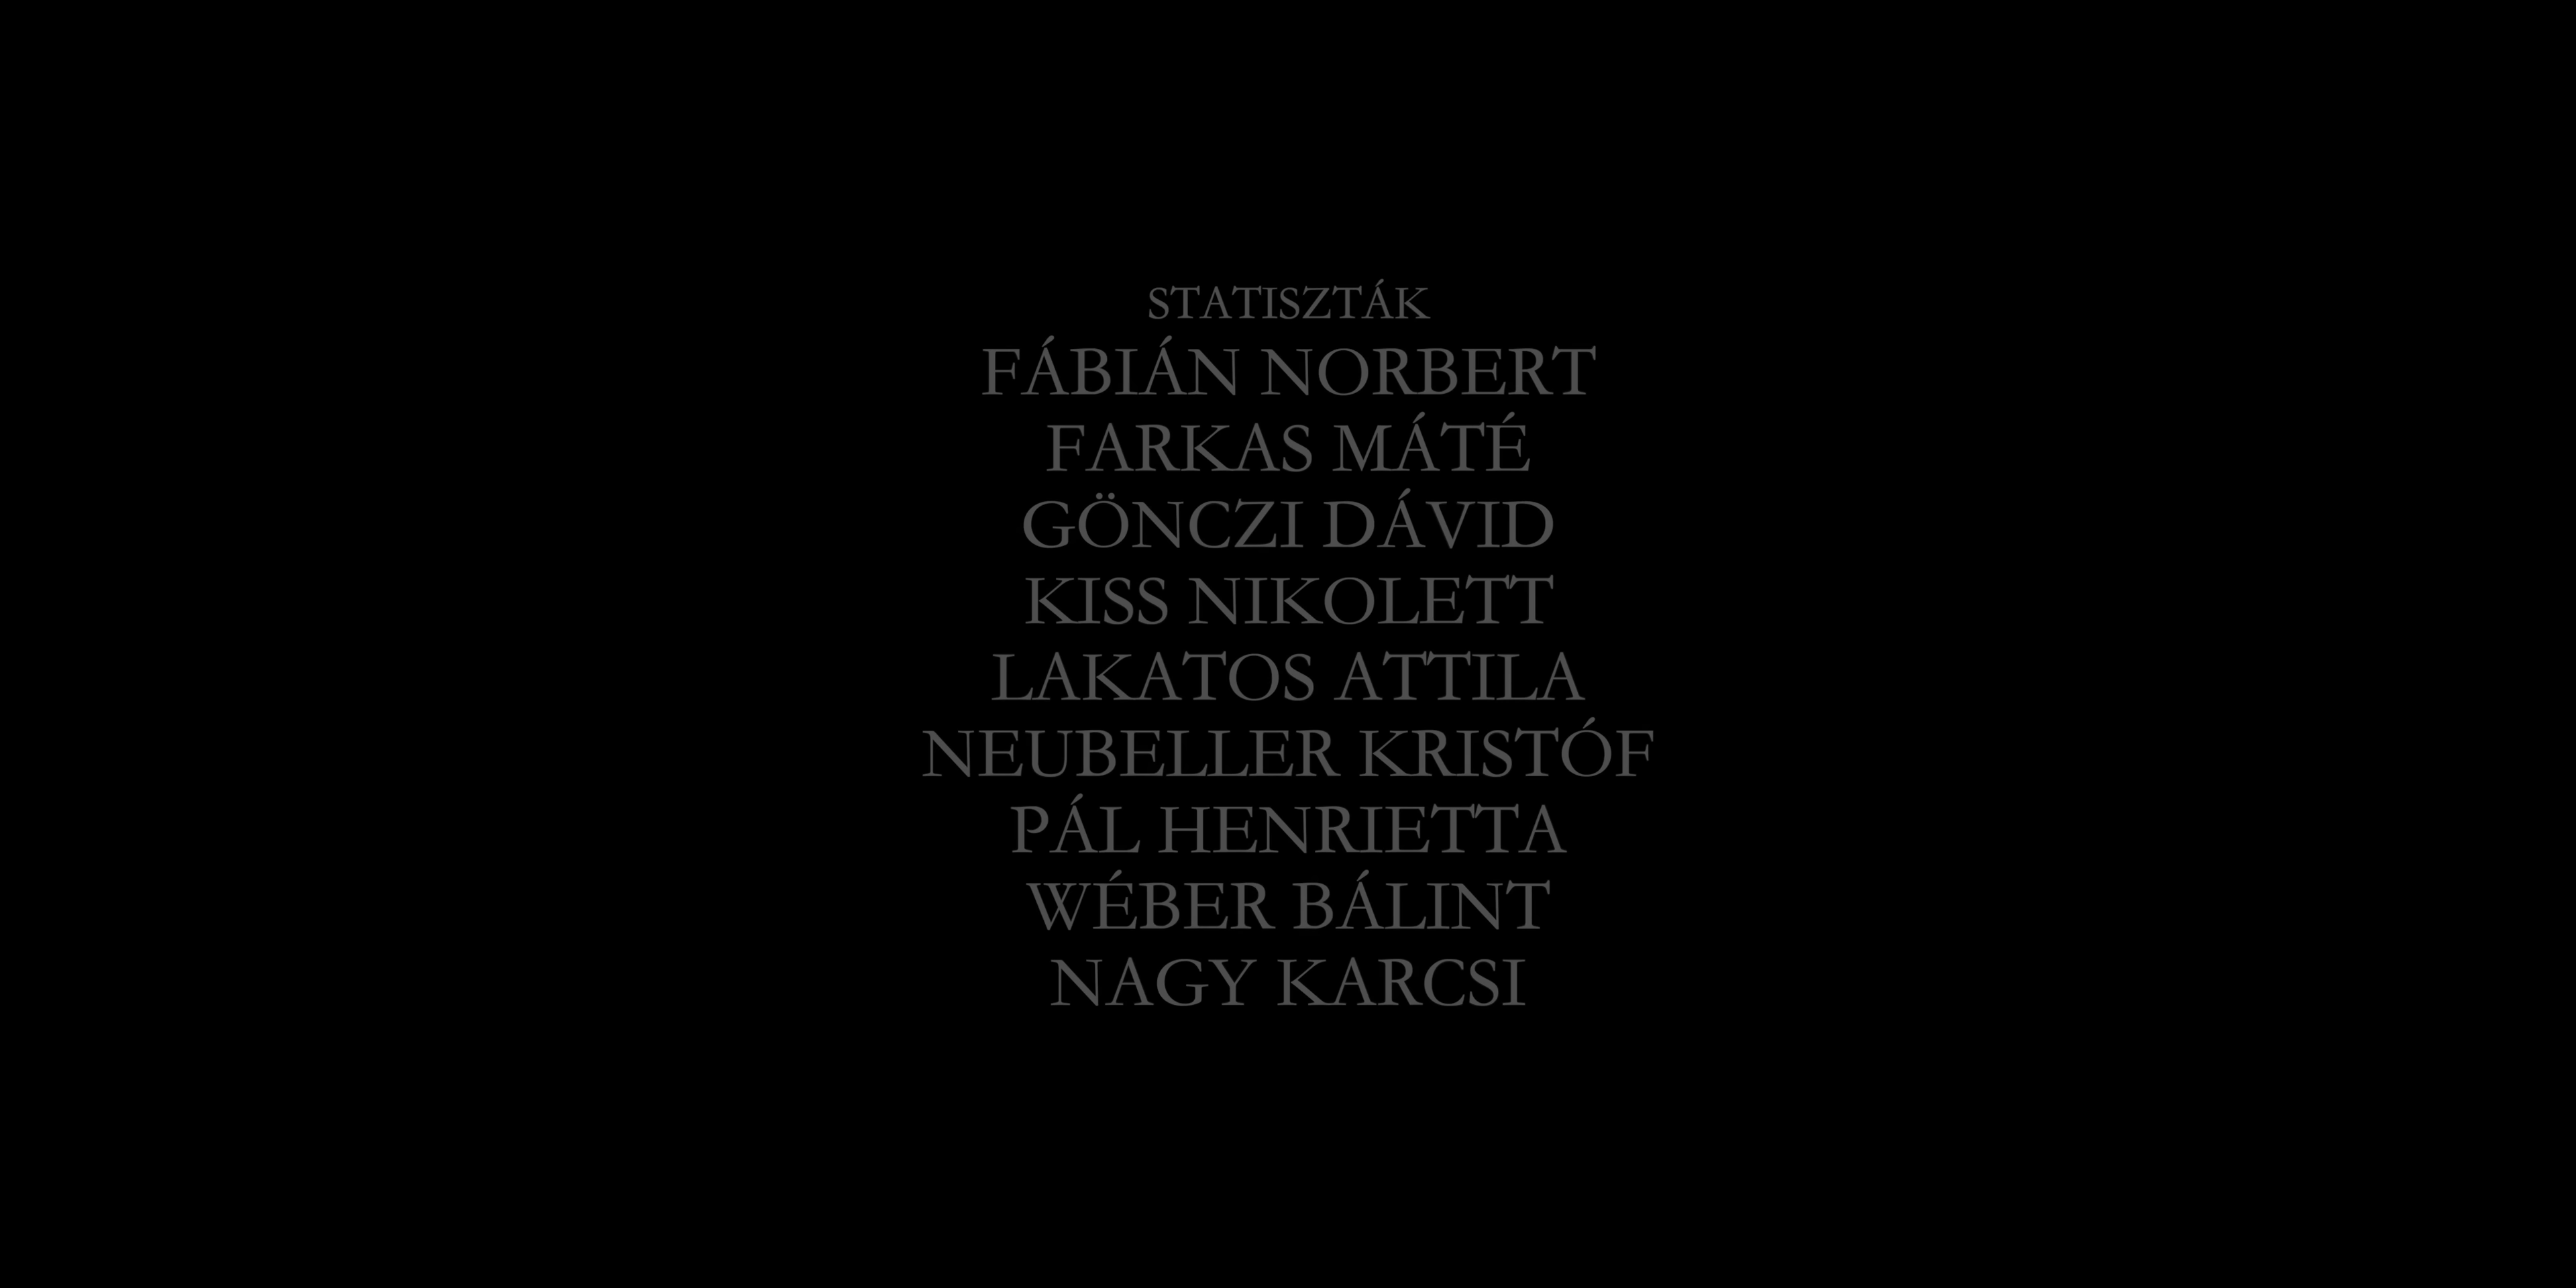 STATISZTÁK
FÁBIÁN NORBERT
FARKAS MÁTÉ
GÖNCZI DÁVID
KISS NIKOLETT
LAKATOS ATTILA
NEUBELLER KRISTÓF
PÁL HENRIETTA
WÉBER BÁLINT
NAGY KARCSI